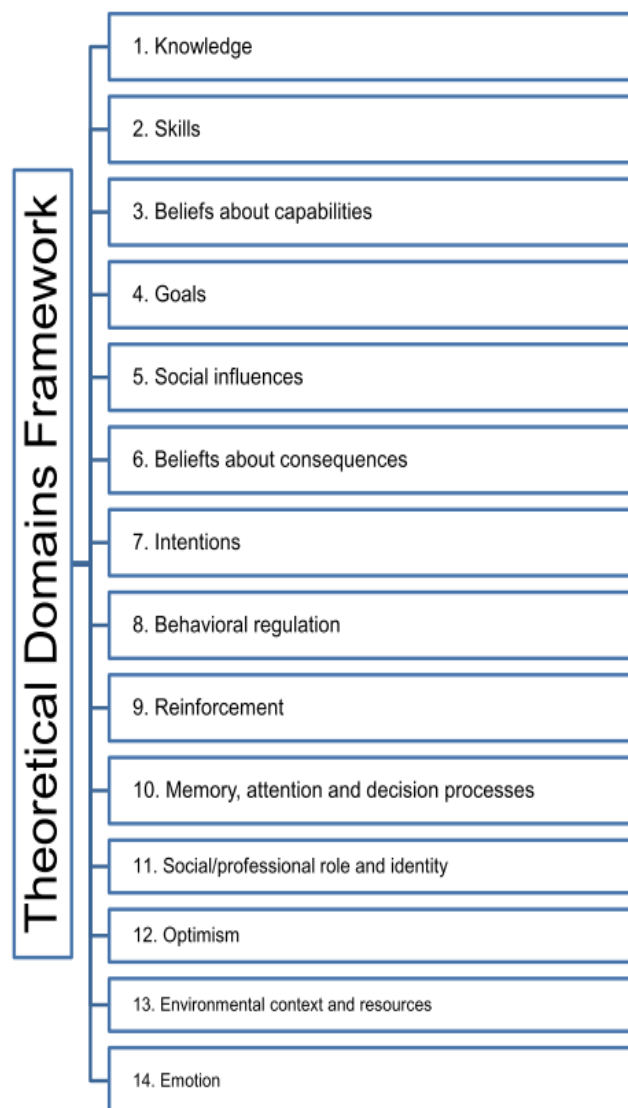 Theoretical Domains Framework
1. Knowledge
2. Skills
3. Beliefs about capabilities
4. Goals
5. Social influences
6. Beliefts about consequences
7. Intentions
8. Behavioral regulation
9. Reinforcement
10. Memory, attention and decision processes
11. Social/professional role and identity
12. Optimism
13. Environmental context and resources
14. Emotion